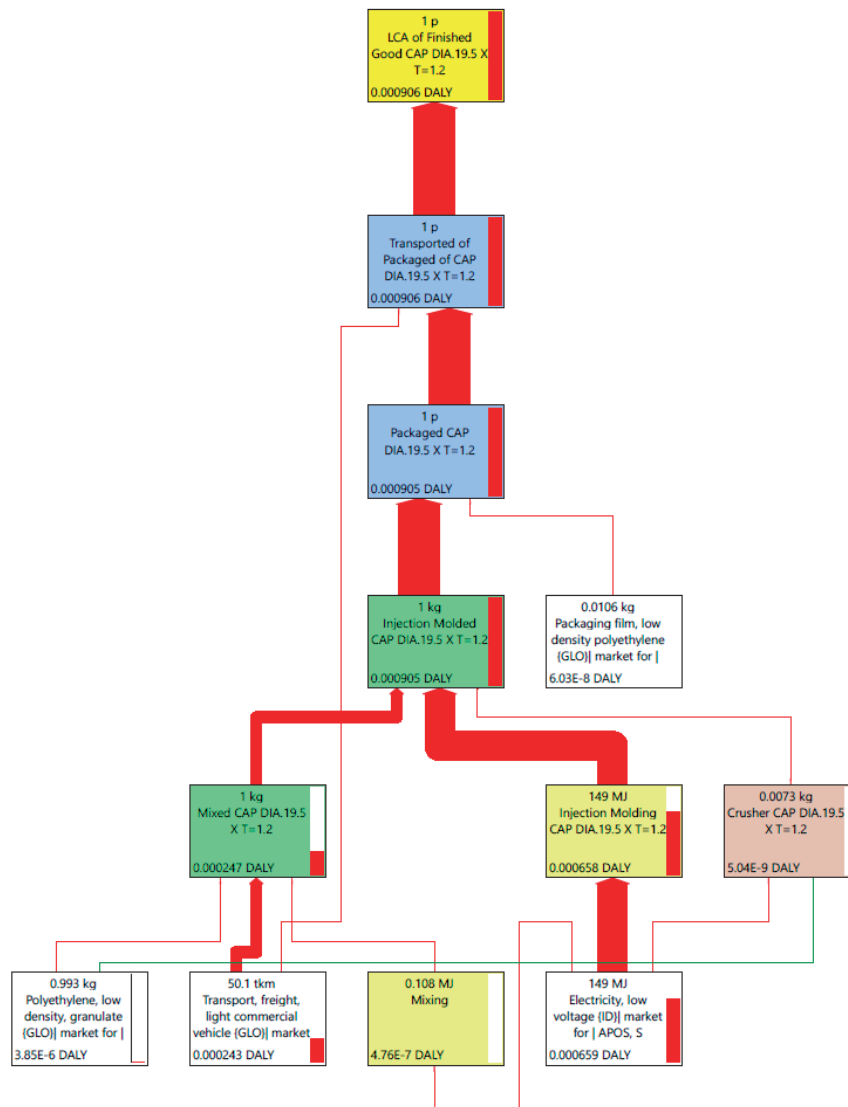 1 p
LCA of Finished
Good CAP DIA.19.5 X
T=1.2
0.000906 DALY
1 p
Transported of
Packaged of CAP
DIA.19.5 X T=1.2
0.000906 DALY
1 p
Packaged CAP
DIA.19.5 X T=1.2
0.000905 DALY
1 kg
Injection Molded
CAP DIA.19.5 X T=1.2
0.000905 DALY
0.0106 kg
Packaging film, low
density polyethylene
{GLO}| market for |
6.03E-8 DALY
1 kg
Mixed CAP DIA.19.5
X T=1.2
0.000247 DALY
149 MJ
Injection Molding
CAP DIA.19.5 X T=1.2
0.000658 DALY
0.0073 kg
Crusher CAP DIA.19.5
X T=1.2
5.04E-9 DALY
0.993 kg
Polyethylene, low
density, granulate
{GLO}| market for |
3.85E-6 DALY
50.1 tkm
Transport, freight,
light commercial
vehicle {GLO}| market
0.000243 DALY
0.108 MJ
Mixing
4.76E-7 DALY
149 MJ
Electricity, low
voltage {ID}| market
for | APOS, S
0.000659 DALY